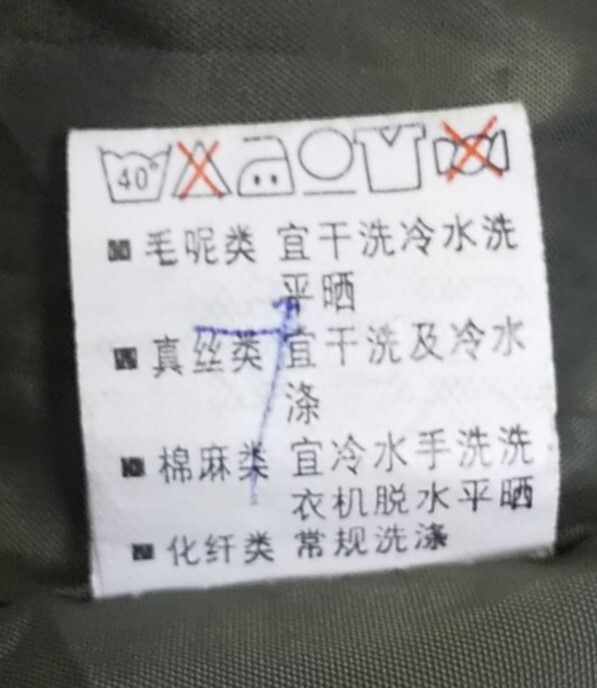 40°
■ 毛呢类 宜干洗冷水洗
平晒
■ 真丝类 宜干洗及冷水
涤
■ 棉麻类 宜冷水手洗洗
衣机脱水平晒
■ 化纤类 常规洗涤